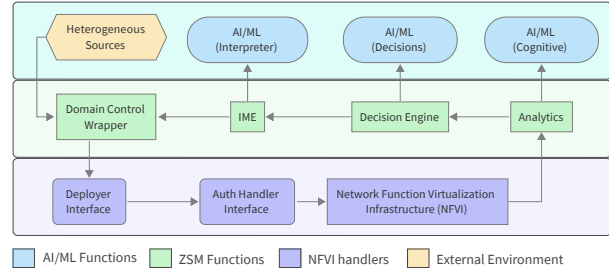 Heterogeneous
Sources
AI/ML
(Interpreter)
AI/ML
(Decisions)
AI/ML
(Cognitive)
Domain Control
Wrapper
IME
Decision Engine
Analytics
Deployer
Interface
Auth Handler
Interface
Network Function Virtualization
Infrastructure (NFVI)
AI/ML Functions
ZSM Functions
NFVI handlers
External Environment